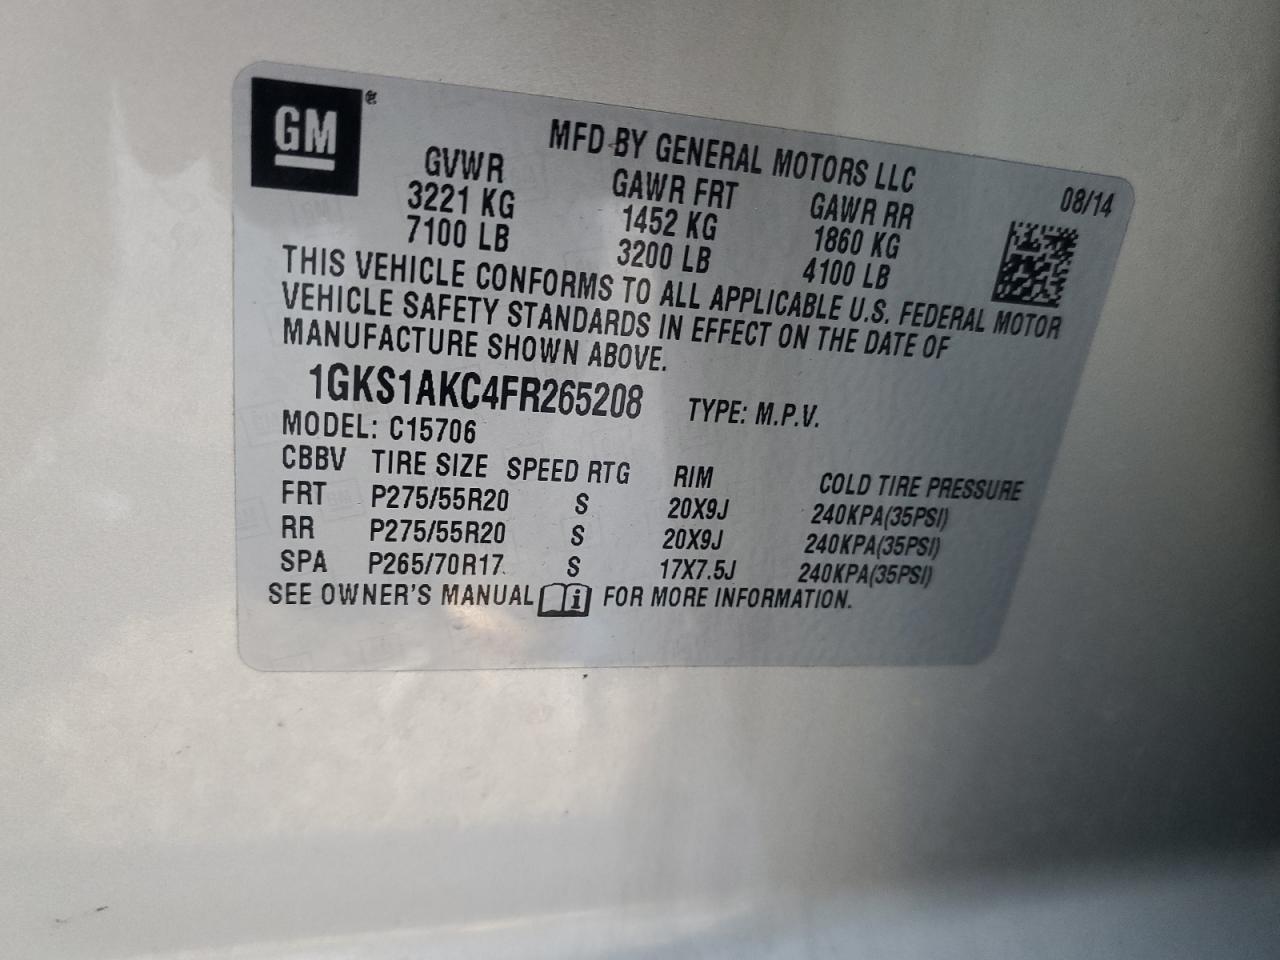 GM®
MFD BY GENERAL MOTORS LLC
08/14
GVWR GAWR FRT GAWR RR
3221 KG 1452 KG 1860 KG
7100 LB 3200 LB 4100 LB
THIS VEHICLE CONFORMS TO ALL APPLICABLE U.S. FEDERAL MOTOR
VEHICLE SAFETY STANDARDS IN EFFECT ON THE DATE OF
MANUFACTURE SHOWN ABOVE.
1GKS1AKC4FR265208 TYPE: M.P.V.
MODEL: C15706
CBBV TIRE SIZE SPEED RTG RIM COLD TIRE PRESSURE
FRT P275/55R20 S 20X9J 240KPA(35PSI)
RR P275/55R20 S 20X9J 240KPA(35PSI)
SPA P265/70R17 S 17X7.5J 240KPA(35PSI)
SEE OWNER'S MANUAL i FOR MORE INFORMATION.